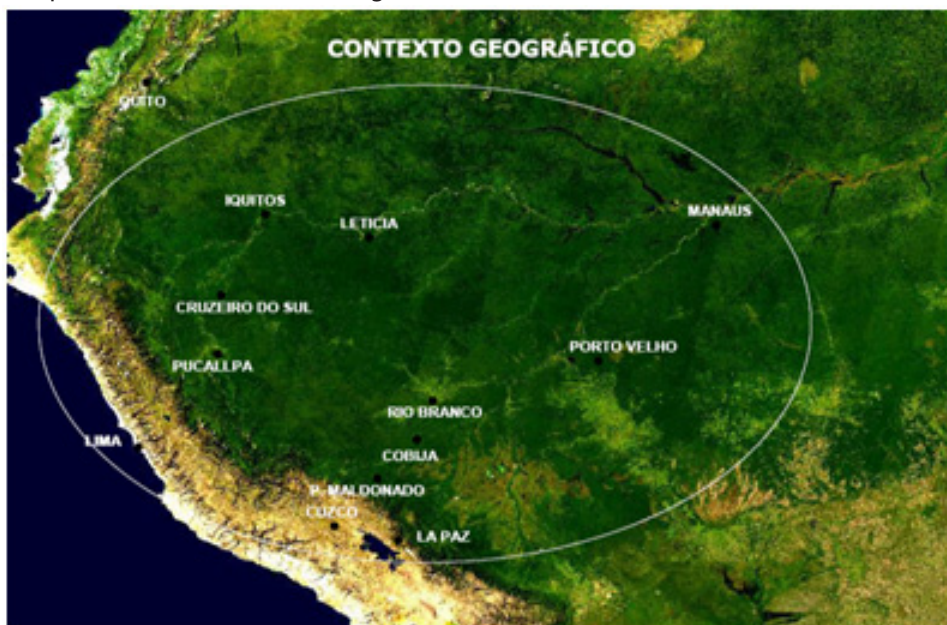 CONTEXTO GEOGRÁFICO
QUITO
IQUITOS
LETICIA
MANAUS
CRUZEIRO DO SUL
PORTO VELHO
PUCALLPA
RIO BRANCO
LIMA
COBIJA
P. MALDONADO
CUZCO
LA PAZ